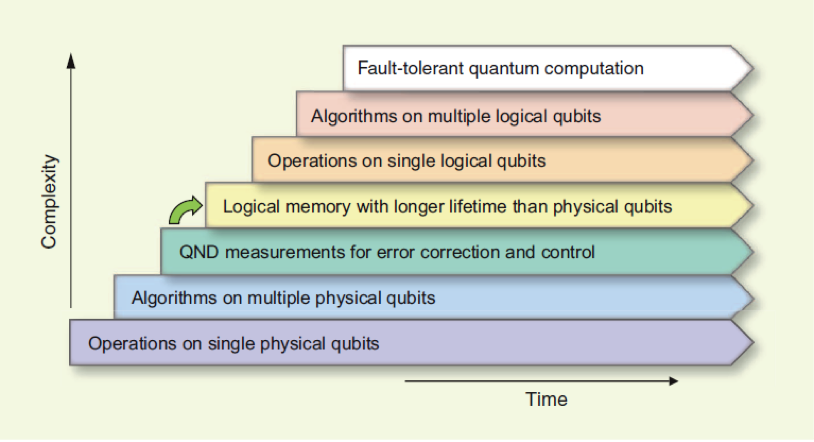 Fault-tolerant quantum computation
Algorithms on multiple logical qubits
Operations on single logical qubits
Logical memory with longer lifetime than physical qubits
QND measurements for error correction and control
Algorithms on multiple physical qubits
Operations on single physical qubits
Complexity
Time